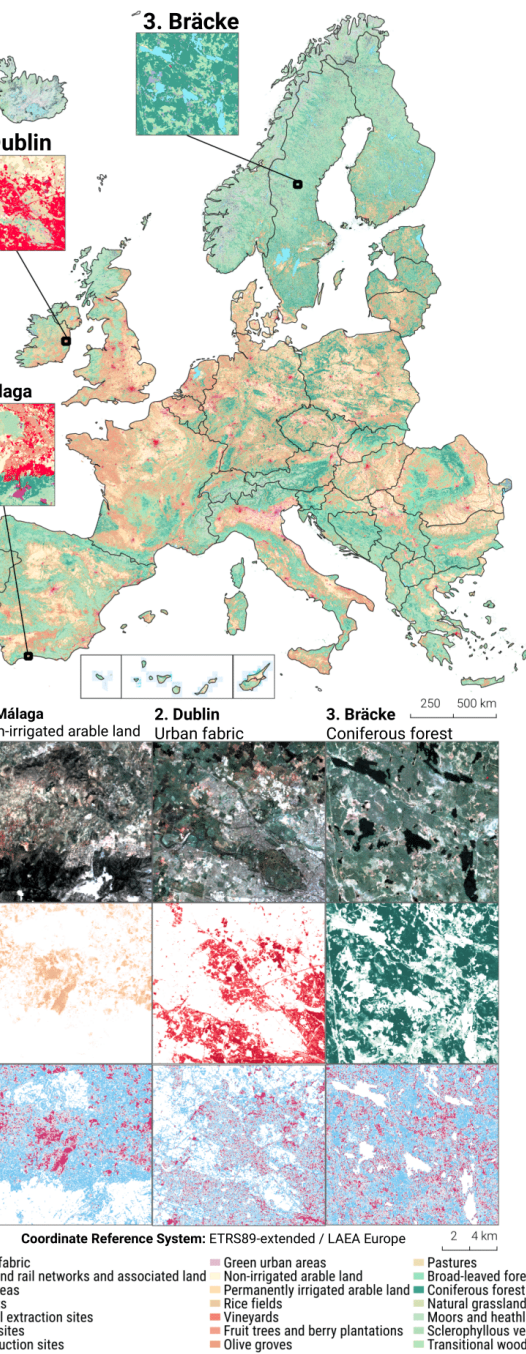 3. Bräcke
ublin
laga
250 500 km
Málaga
n-irrigated arable land
2. Dublin
Urban fabric
3. Bräcke
Coniferous forest
Coordinate Reference System: ETRS89-extended / LAEA Europe
2 4 km
fabric
nd rail networks and associated land
eas
s
l extraction sites
sites
uction sites
Green urban areas
Non-irrigated arable land
Permanently irrigated arable land
Rice fields
Vineyards
Fruit trees and berry plantations
Olive groves
Pastures
Broad-leaved fore
Coniferous forest
Natural grassland
Moors and heathl
Sclerophyllous ve
Transitional wood